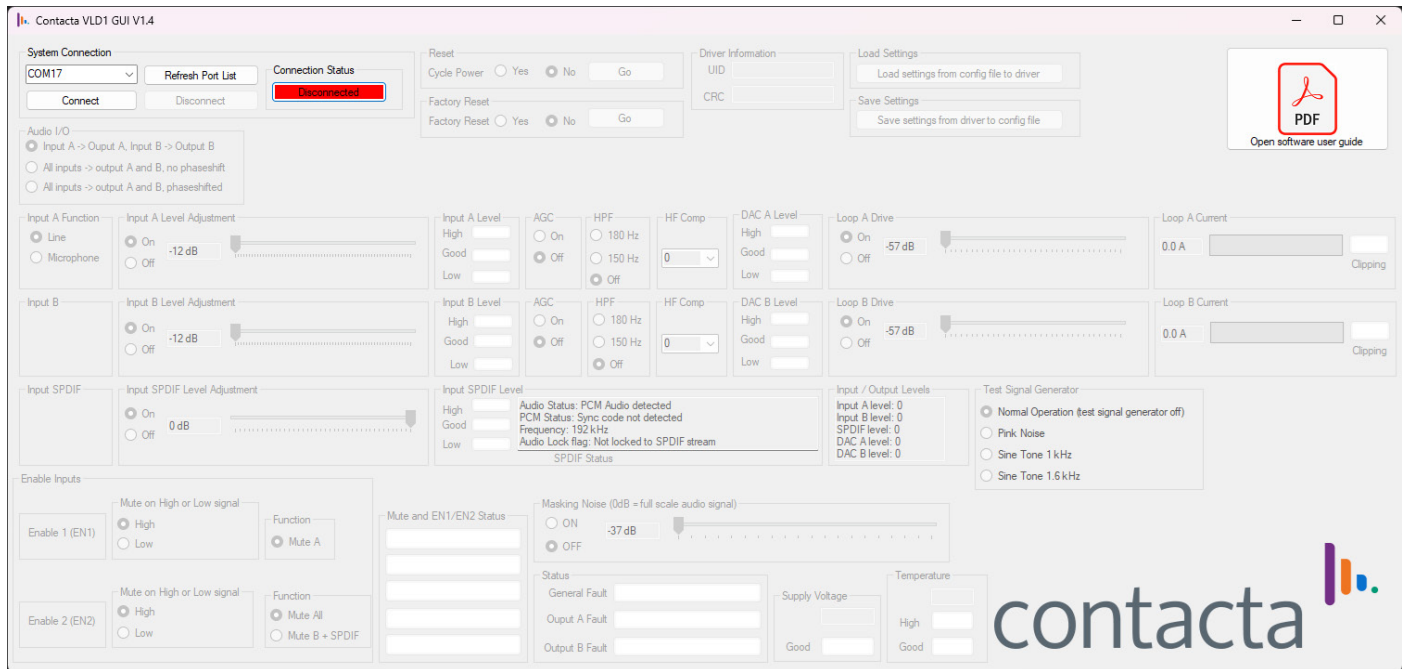 Contacta VLD1 GUI V1.4
System Connection
COM17
Refresh Port List
Connect
Disconnect
Connection Status
Disconnected
Reset
Cycle Power Yes No Go
Factory Reset
Factory Reset Yes No Go
Driver Information
UID
CRC
Load Settings
Load settings from config file to driver
Save Settings
Save settings from driver to config file
PDF
Open software user guide
Audio I/O
Input A -> Ouput A, Input B -> Output B
All inputs -> output A and B, no phaseshift
All inputs -> output A and B, phaseshifted
Input A Function
Line
Microphone
Input A Level Adjustment
On
Off
-12 dB
Input A Level
High
Good
Low
AGC
On
Off
HPF
180 Hz
150 Hz
Off
HF Comp
0
DAC A Level
High
Good
Low
Loop A Drive
On
Off
-57 dB
Loop A Current
0.0 A
Clipping
Input B
Input B Level Adjustment
On
Off
-12 dB
Input B Level
High
Good
Low
AGC
On
Off
HPF
180 Hz
150 Hz
Off
HF Comp
0
DAC B Level
High
Good
Low
Loop B Drive
On
Off
-57 dB
Loop B Current
0.0 A
Clipping
Input SPDIF
Input SPDIF Level Adjustment
On
Off
0 dB
Input SPDIF Level
High
Good
Low
Audio Status: PCM Audio detected
PCM Status: Sync code not detected
Frequency: 192 kHz
Audio Lock flag: Not locked to SPDIF stream
SPDIF Status
Input / Output Levels
Input A level: 0
Input B level: 0
SPDIF level: 0
DAC A level: 0
DAC B level: 0
Test Signal Generator
Normal Operation (test signal generator off)
Pink Noise
Sine Tone 1 kHz
Sine Tone 1.6 kHz
Enable Inputs
Enable 1 (EN1)
Mute on High or Low signal
High
Low
Function
Mute A
Enable 2 (EN2)
Mute on High or Low signal
High
Low
Function
Mute All
Mute B + SPDIF
Mute and EN1/EN2 Status
Masking Noise (0dB = full scale audio signal)
ON
OFF
-37 dB
Status
General Fault
Ouput A Fault
Output B Fault
Supply Voltage
Good
Temperature
High
Good
contacta